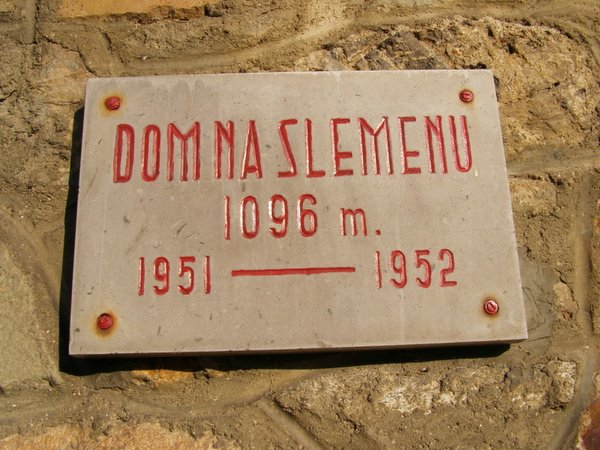 DOM NA SLEMENU
1096 m.
1951 — 1952